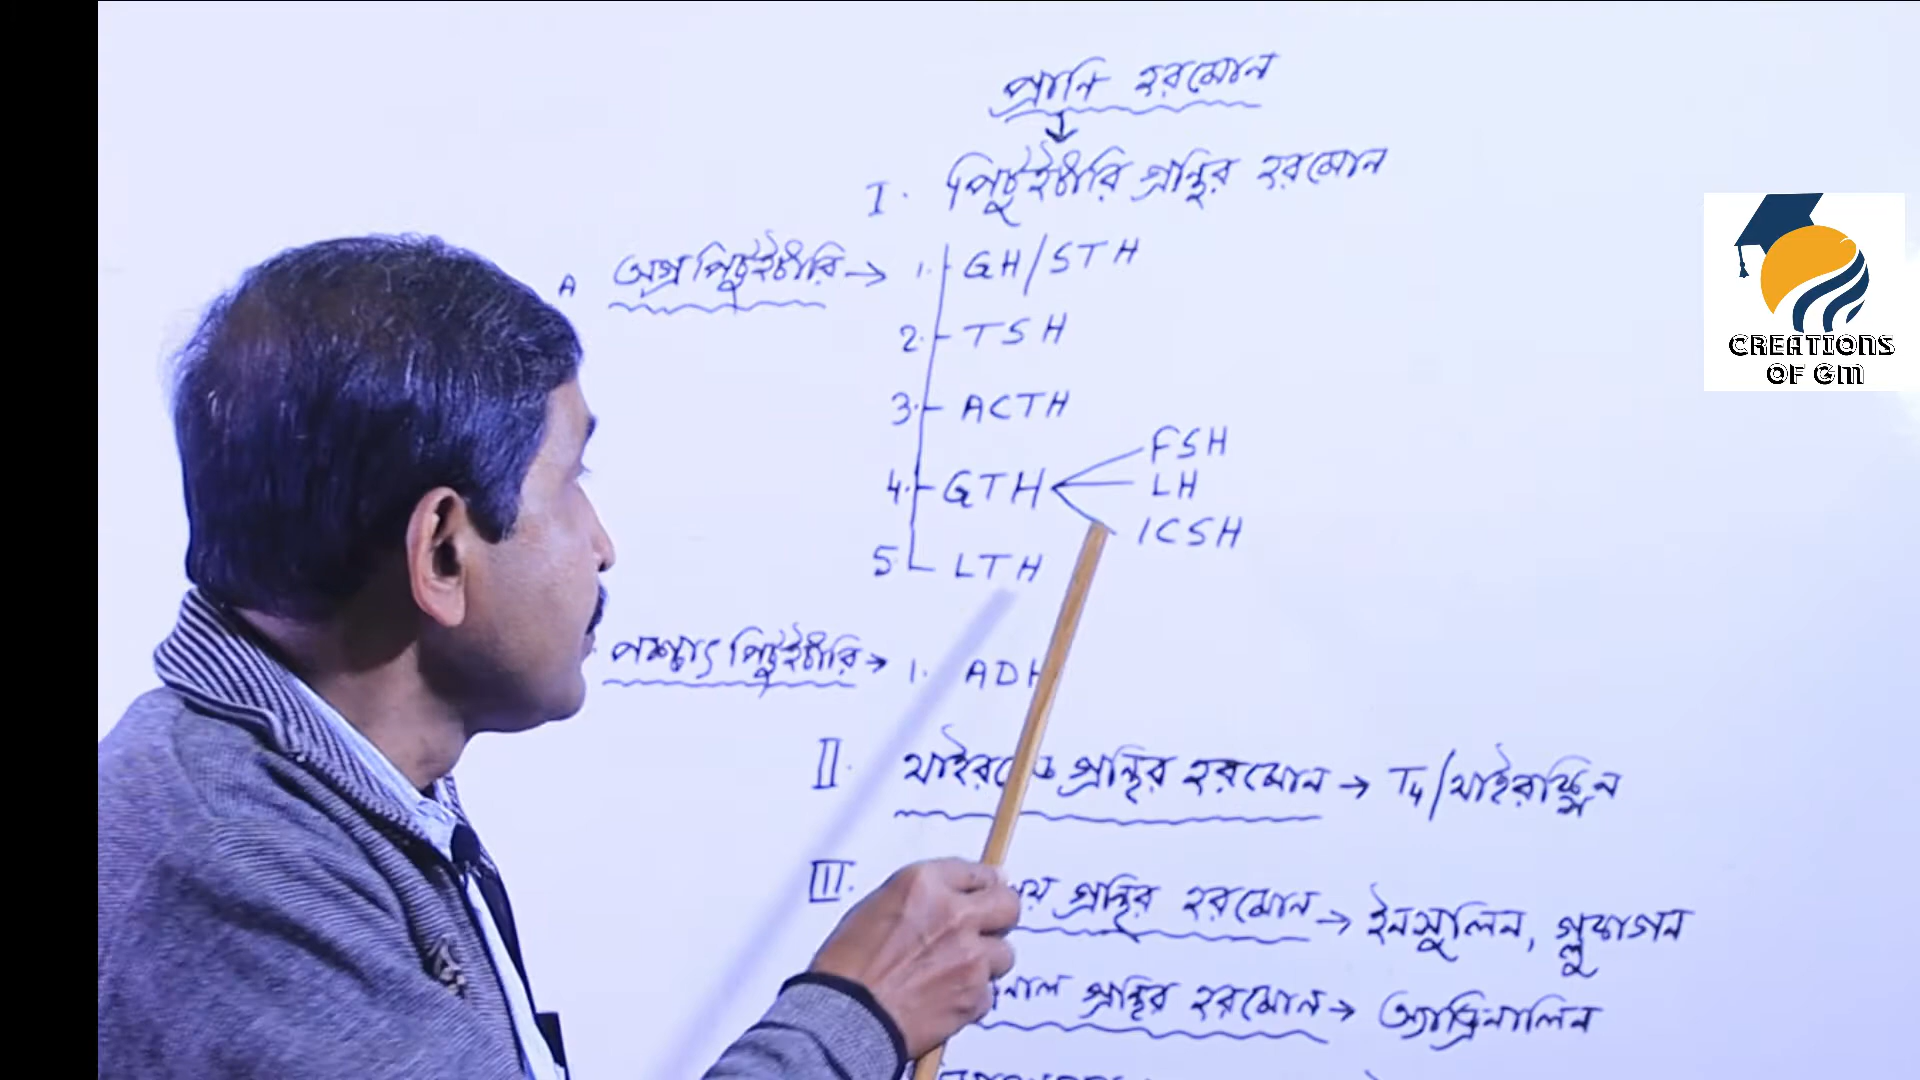 প্রানি হরমোন
I. পিটুইটারি গ্রন্থির হরমোন
A অগ্র পিটুইটারি → 1. GH/STH
2. TSH
3. ACTH
4. GTH
FSH
LH
ICSH
5. LTH
পশ্চাৎ পিটুইটারি → 1. ADH
II. গ্রন্থির হরমোন → T4/থাইরক্সিন
III. গ্রন্থির হরমোন → ইনসুলিন, গ্লুকাগন
গ্রন্থির হরমোন → অ্যাড্রিনালিন
CREATIONS
OF GM